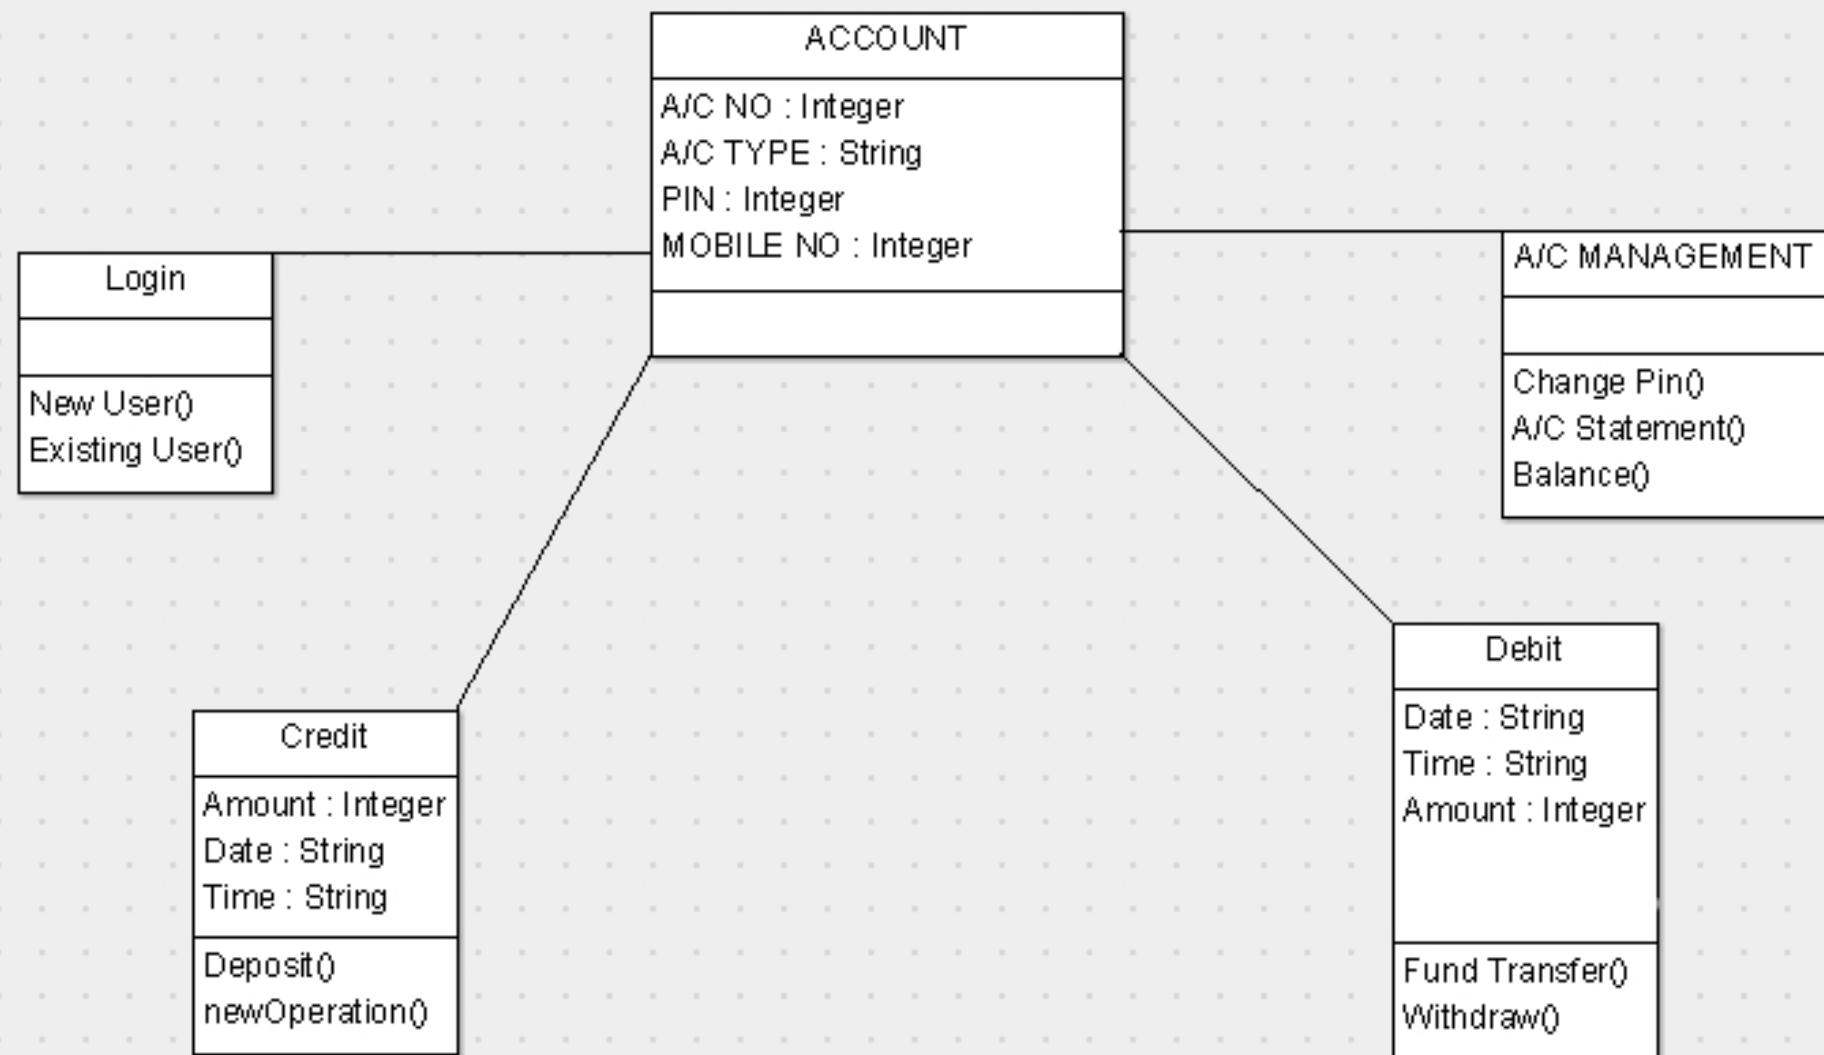 ACCOUNT
A/C NO : Integer
A/C TYPE : String
PIN : Integer
MOBILE NO : Integer
Login
New User()
Existing User()
A/C MANAGEMENT
Change Pin()
A/C Statement()
Balance()
Credit
Amount : Integer
Date : String
Time : String
Deposit()
newOperation()
Debit
Date : String
Time : String
Amount : Integer
Fund Transfer()
Withdraw()